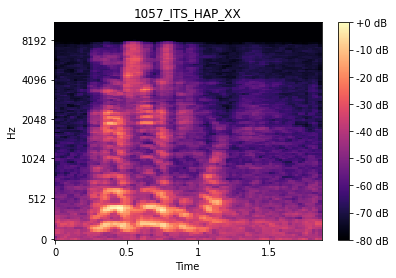 1057_ITS_HAP_XX
+0 dB
8192
-10 dB
4096
-20 dB
-30 dB
2048
Hz
-40 dB
1024
-50 dB
512
-60 dB
-70 dB
0
-80 dB
0 0.5 1 1.5
Time